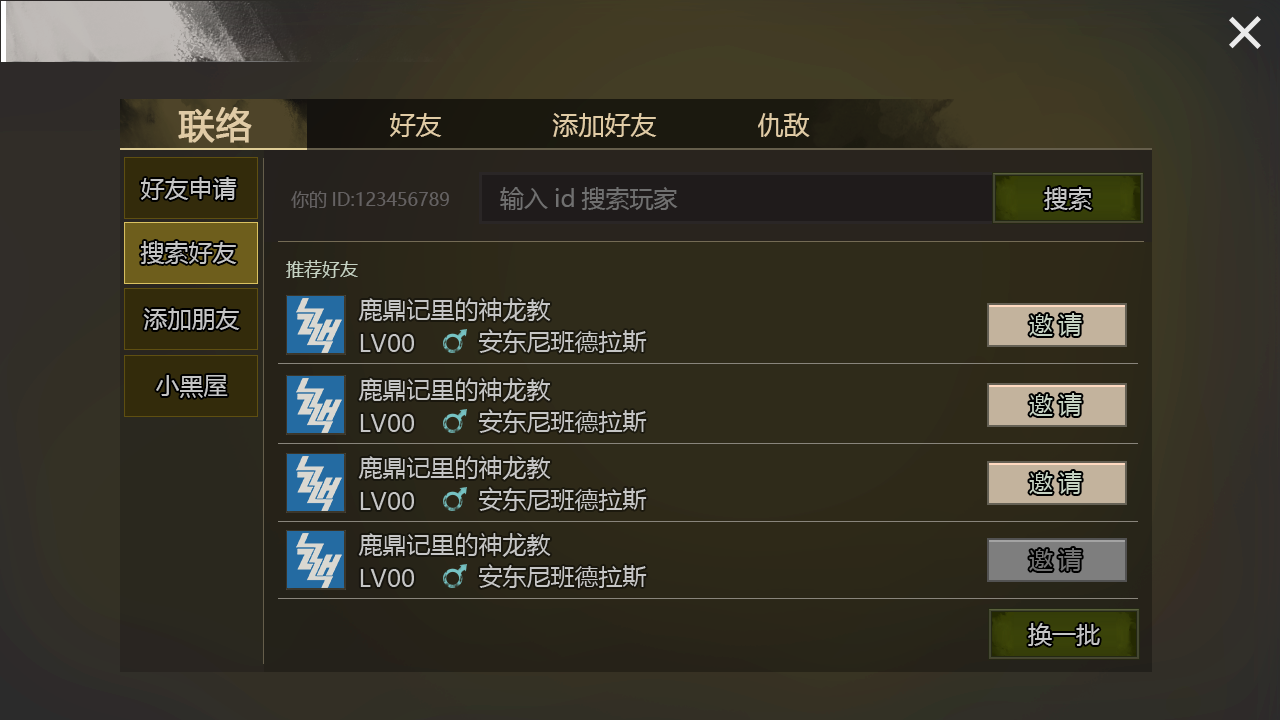 联络
好友
添加好友
仇敌
好友申请
搜索好友
添加朋友
小黑屋
你的 ID:123456789
输入 id 搜索玩家
搜索
推荐好友
鹿鼎记里的神龙教
LV00 ♂ 安东尼班德拉斯
邀请
鹿鼎记里的神龙教
LV00 ♂ 安东尼班德拉斯
邀请
鹿鼎记里的神龙教
LV00 ♂ 安东尼班德拉斯
邀请
鹿鼎记里的神龙教
LV00 ♂ 安东尼班德拉斯
邀请
换一批